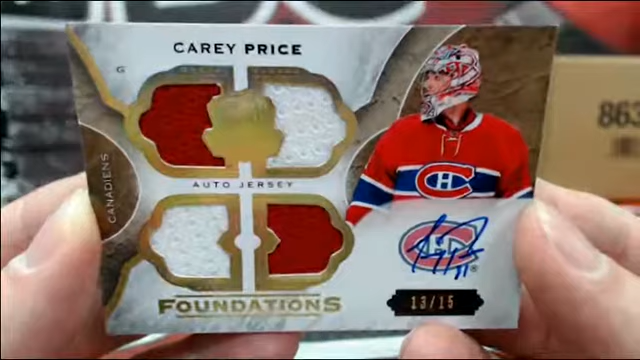 CAREY PRICE
G
CANADIENS
AUTO JERSEY
FOUNDATIONS
13/15
863